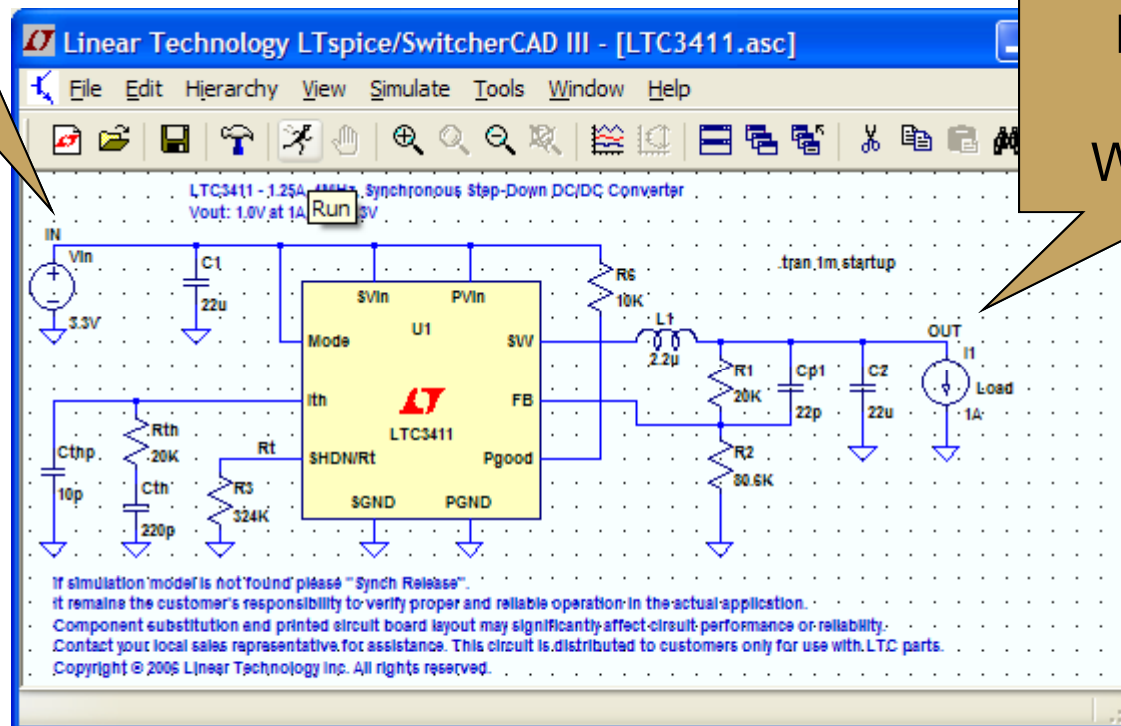 Linear Technology LTspice/SwitcherCAD III - [LTC3411.asc]
File Edit Hierarchy View Simulate Tools Window Help
W
LTC3411 - 1.25A, Synchronous Step-Down DC/DC Converter
Vout: 1.0V at 1A
Run
IN
Vin
3.3V
C1
22u
SVin
PVin
U1
Mode
SW
Ith
FB
LTC3411
SHDN/Rt
Pgood
SGND
PGND
R6
10K
.tran 1m startup
L1
2.2µ
OUT
R1
20K
Cp1
22p
C2
22u
I1
Load
1A
R2
80.6K
Cthp
10p
Rth
20K
Cth
220p
Rt
R3
324K
If simulation model is not found please "Synch Release".
It remains the customer's responsibility to verify proper and reliable operation in the actual application.
Component substitution and printed circuit board layout may significantly affect circuit performance or reliability.
Contact your local sales representative for assistance. This circuit is distributed to customers only for use with LTC parts.
Copyright © 2006 Linear Technology Inc. All rights reserved.